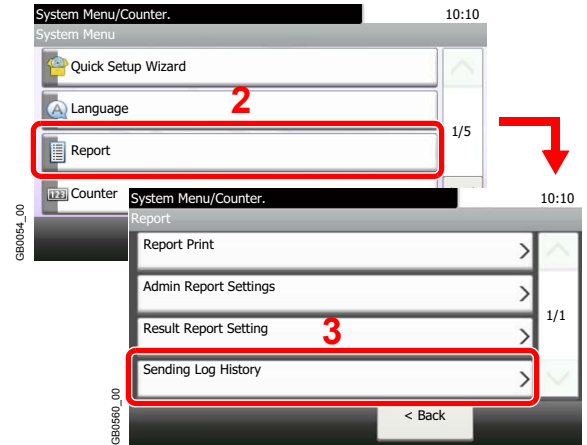 System Menu/Counter. 10:10
System Menu
Quick Setup Wizard
2
Language
1/5
Report
Counter
GB0054_00
System Menu/Counter. 10:10
Report
Report Print
Admin Report Settings
1/1
Result Report Setting
3
Sending Log History
< Back
GB0560_00